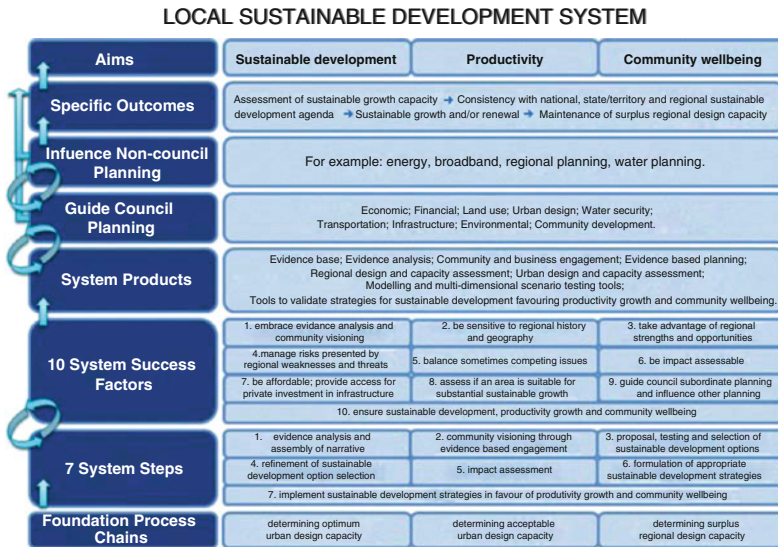 LOCAL SUSTAINABLE DEVELOPMENT SYSTEM
Aims
Sustainable development
Productivity
Community wellbeing
Specific Outcomes
Assessment of sustainable growth capacity → Consistency with national, state/territory and regional sustainable
development agenda → Sustainable growth and/or renewal → Maintenance of surplus regional design capacity
Infuence Non-council
Planning
For example: energy, broadband, regional planning, water planning.
Guide Council
Planning
Economic; Financial; Land use; Urban design; Water security;
Transportation; Infrastructure; Environmental; Community development.
System Products
Evidence base; Evidence analysis; Community and business engagement; Evidence based planning;
Regional design and capacity assessment; Urban design and capacity assessment;
Modelling and multi-dimensional scenario testing tools;
Tools to validate strategies for sustainable development favouring productivity growth and community wellbeing.
10 System Success
Factors
1. embrace evidence analysis and
community visioning
2. be sensitive to regional history
and geography
3. take advantage of regional
strengths and opportunities
4.manage risks presented by
regional weaknesses and threats
5. balance sometimes competing issues
6. be impact assessable
7. be affordable; provide access for
private investment in infrastructure
8. assess if an area is suitable for
substantial sustainable growth
9. guide council subordinate planning
and influence other planning
10. ensure sustainable development, productivity growth and community wellbeing
7 System Steps
1. evidence analysis and
assembly of narrative
2. community visioning through
evidence based engagement
3. proposal, testing and selection of
sustainable development options
4. refinement of sustainable
development option selection
5. impact assessment
6. formulation of appropriate
sustainable development strategies
7. implement sustainable development strategies in favour of produtivity growth and community wellbeing
Foundation Process
Chains
determining optimum
urban design capacity
determining acceptable
urban design capacity
determining surplus
regional design capacity